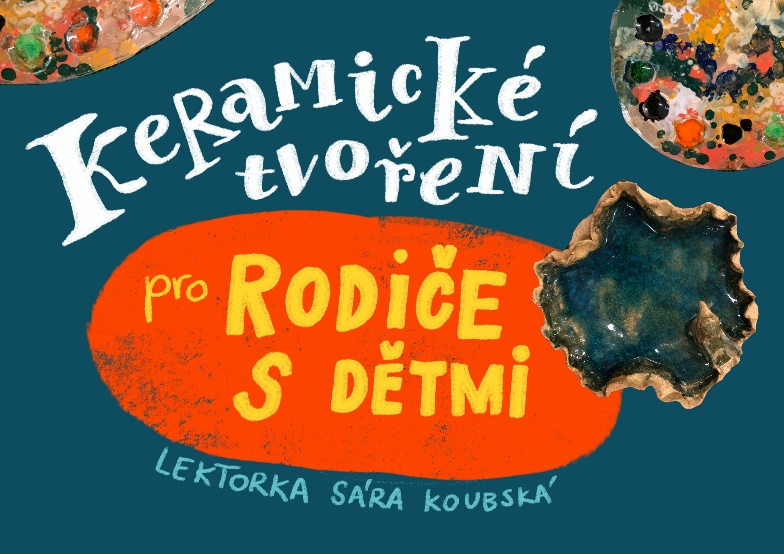 Keramické
tvoření
pro RODIČE
S DĚTMI
LEKTORKA SÁRA KOUBSKÁ